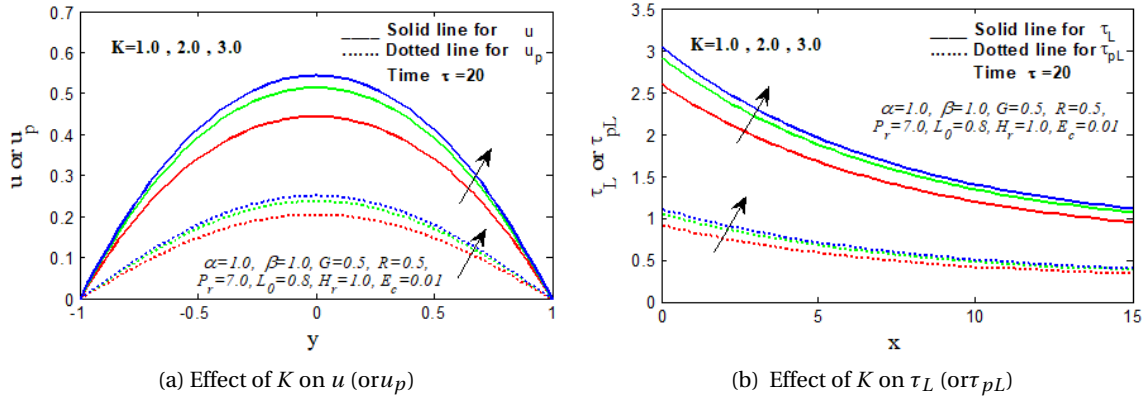 0.7
0.6
0.5
0.4
0.3
0.2
0.1
0
u or u_p
K=1.0 , 2.0 , 3.0
Solid line for u
Dotted line for u_p
Time τ =20
α=1.0, β=1.0, G=0.5, R=0.5,
P_r=7.0, L_0=0.8, H_r=1.0, E_c=0.01
-1 -0.5 0 0.5 1
y
(a) Effect of K on u (oru_p)
4
3.5
3
2.5
2
1.5
1
0.5
0
τ_L or τ_pL
K=1.0 , 2.0 , 3.0
Solid line for τ_L
Dotted line for τ_pL
Time τ =20
α=1.0, β=1.0, G=0.5, R=0.5,
P_r=7.0, L_0=0.8, H_r=1.0, E_c=0.01
0 5 10 15
x
(b) Effect of K on τ_L (orτ_pL)